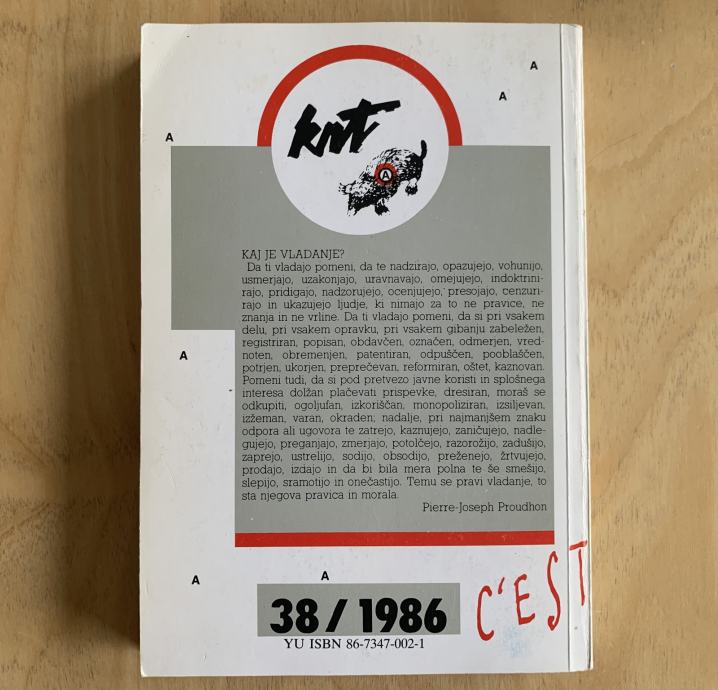 A
A
A
knt
A
KAJ JE VLADANJE?
Da ti vladajo pomeni, da te nadzirajo, opazujejo, vohunijo,
usmerjajo, uzakonjajo, uravnavajo, omejujejo, indoktrini-
rajo, pridigajo, nadzorujejo, ocenjujejo, presojajo, cenzuri-
rajo in ukazujejo ljudje, ki nimajo za to ne pravice, ne
znanja in ne vrline. Da ti vladajo pomeni, da si pri vsakem
delu, pri vsakem opravku, pri vsakem gibanju zabeležen,
registriran, popisan, obdavčen, označen, odmerjen, vred-
noten, obremenjen, patentiran, odpuščen, pooblaščen,
potrjen, ukorjen, preprečevan, reformiran, oštet, kaznovan.
Pomeni tudi, da si pod pretvezo javne koristi in splošnega
interesa dolžan plačevati prispevke, dresiran, moraš se
odkupiti, ogoljufan, izkoriščan, monopoliziran, izsiljevan,
ižeman, varan, okraden; nadalje, pri najmanjšem znaku
odpora ali ugovora te zatrejo, kaznujejo, zaničujejo, nadle-
gujejo, preganjajo, zmerjajo, potolčejo, razorožijo, zadušijo,
zaprejo, ustrelijo, sodijo, obsodijo, preženejo, žrtvujejo,
prodajo, izdajo in da bi bila mera polna te še smešijo,
slepijo, sramotijo in onečastijo. Temu se pravi vladanje, to
sta njegova pravica in morala.
Pierre-Joseph Proudhon
A
A
A
38/1986
YU ISBN 86-7347-002-1
C'EST